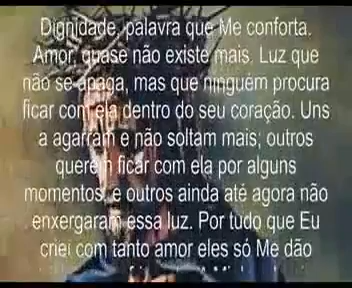 Dignidade, palavra que Me conforta.
Amor, quase não existe mais. Luz que
não se apaga, mas que ninguém procura
ficar com ela dentro do seu coração. Uns
a agarram e não soltam mais; outros
querem ficar com ela por alguns
momentos, e outros ainda até agora não
enxergaram essa luz. Por tudo que Eu
criei com tanto amor eles só Me dão